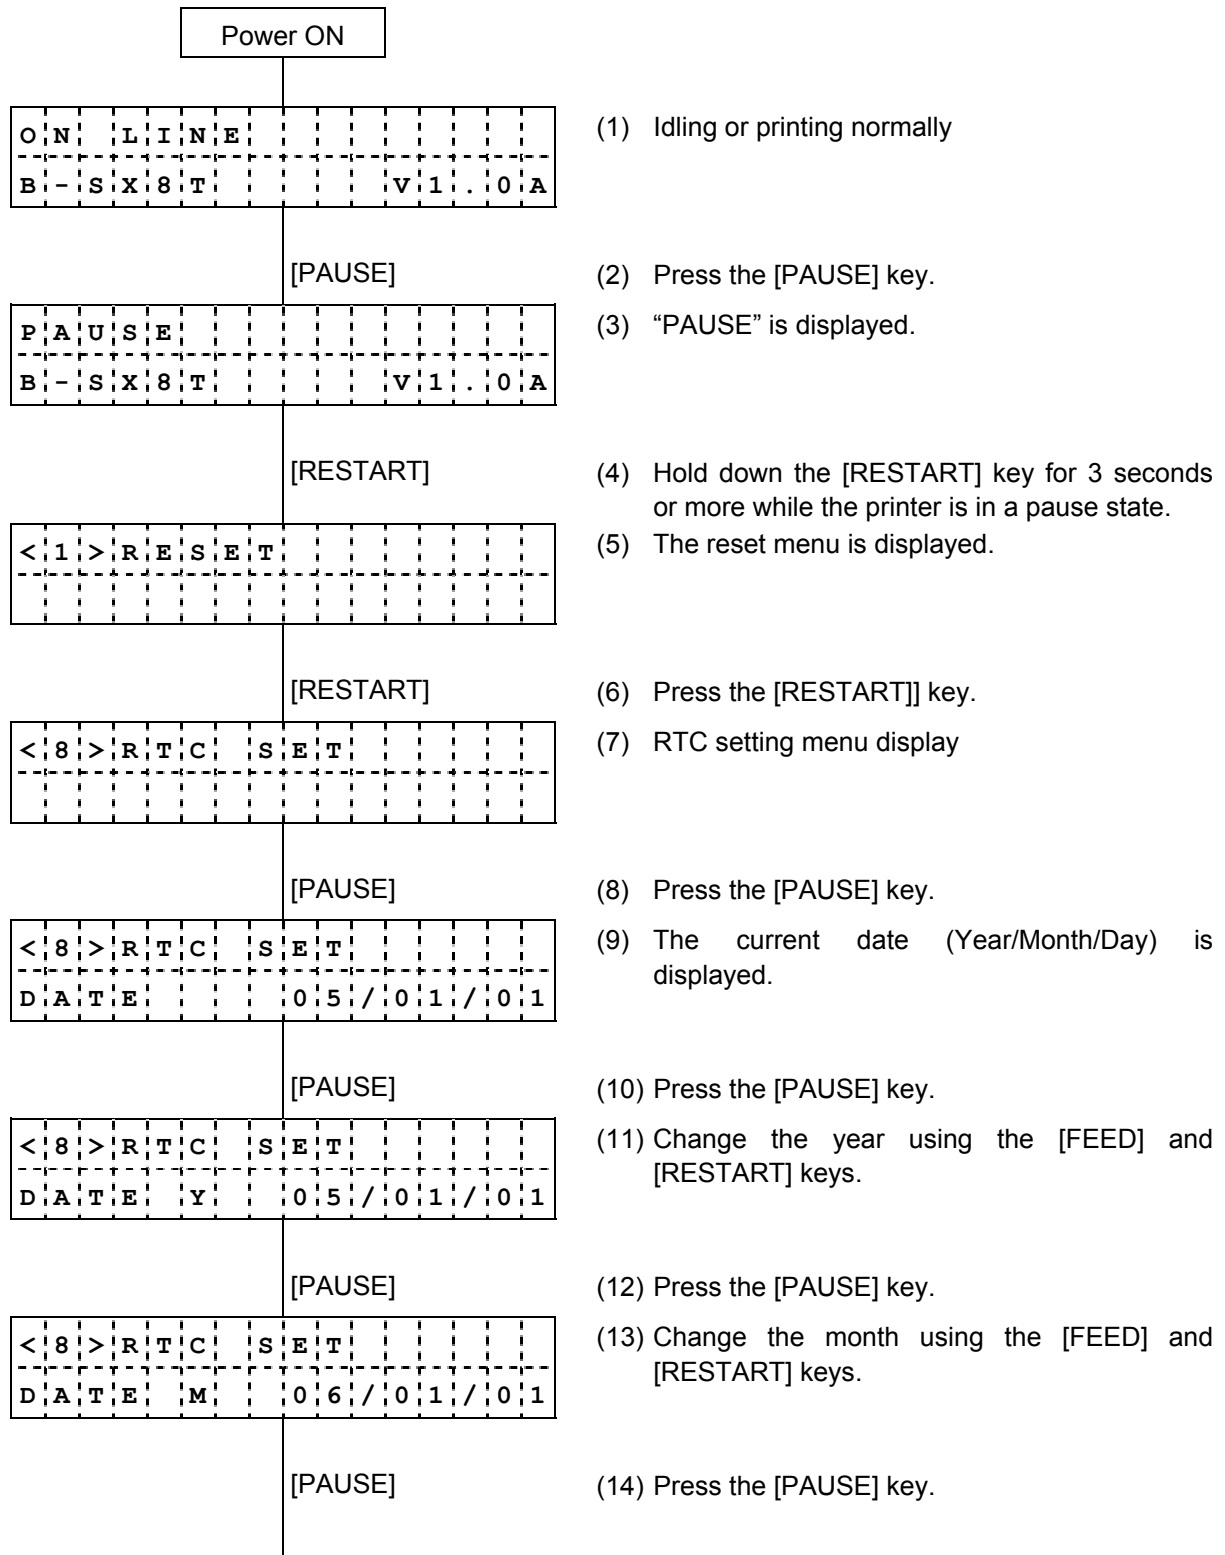 Power ON
ON LINE
B-SX8T V1.0A
(1) Idling or printing normally
[PAUSE]
(2) Press the [PAUSE] key.
PAUSE
B-SX8T V1.0A
(3) “PAUSE” is displayed.
[RESTART]
(4) Hold down the [RESTART] key for 3 seconds
or more while the printer is in a pause state.
<1>RESET
(5) The reset menu is displayed.
[RESTART]
(6) Press the [RESTART]] key.
<8>RTC SET
(7) RTC setting menu display
[PAUSE]
(8) Press the [PAUSE] key.
<8>RTC SET
DATE 05/01/01
(9) The current date (Year/Month/Day) is
displayed.
[PAUSE]
(10) Press the [PAUSE] key.
<8>RTC SET
DATE Y 05/01/01
(11) Change the year using the [FEED] and
[RESTART] keys.
[PAUSE]
(12) Press the [PAUSE] key.
<8>RTC SET
DATE M 06/01/01
(13) Change the month using the [FEED] and
[RESTART] keys.
[PAUSE]
(14) Press the [PAUSE] key.